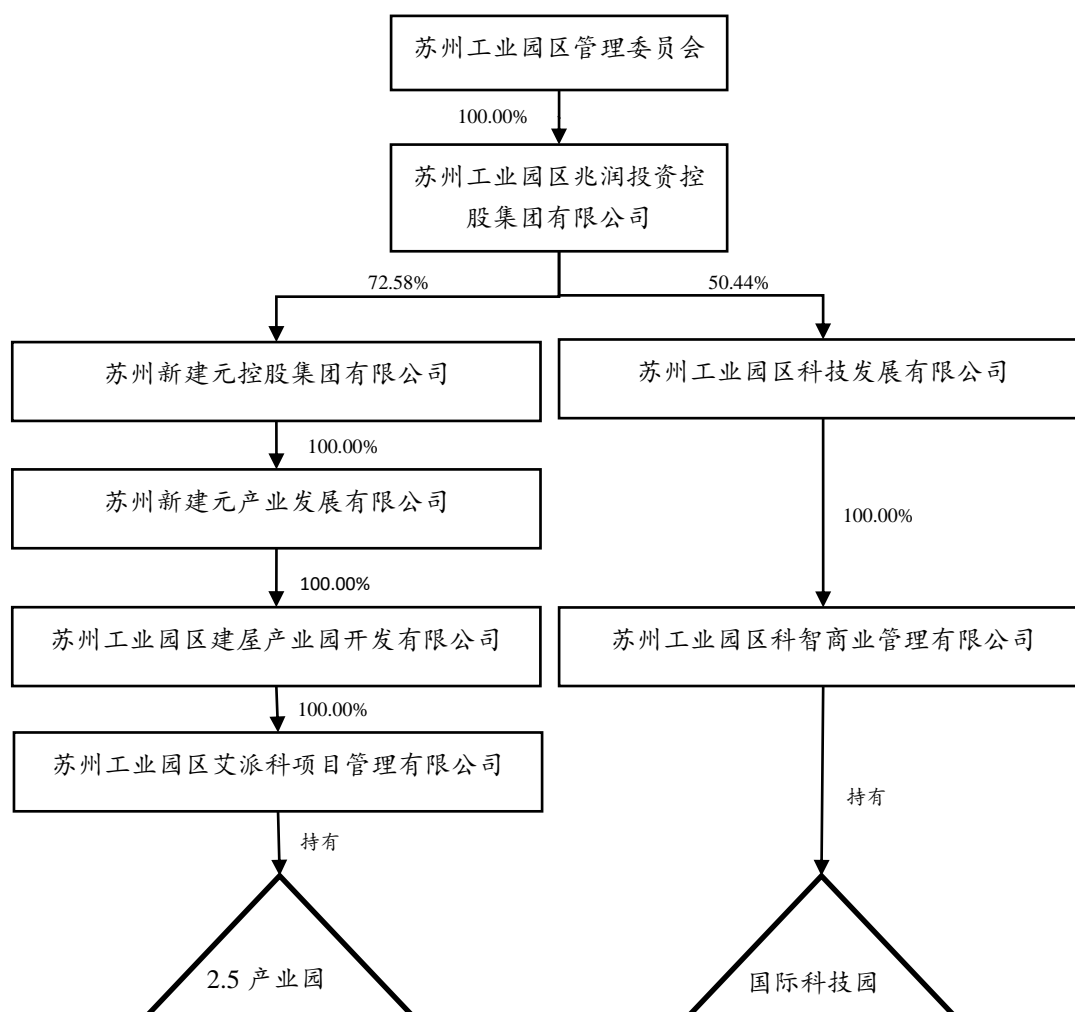 苏州工业园区管理委员会
100.00%
苏州工业园区兆润投资控
股集团有限公司
72.58%
50.44%
苏州新建元控股集团有限公司
苏州工业园区科技发展有限公司
100.00%
苏州新建元产业发展有限公司
100.00%
100.00%
苏州工业园区建屋产业园开发有限公司
苏州工业园区科智商业管理有限公司
100.00%
苏州工业园区艾派科项目管理有限公司
持有
持有
2.5 产业园
国际科技园